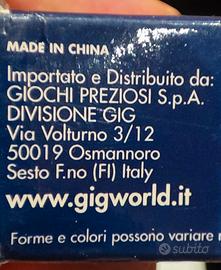 MADE IN CHINA
Importato e Distribuito da:
GIOCHI PREZIOSI S.p.A.
DIVISIONE GIG
Via Volturno 3/12
50019 Osmannoro
Sesto F.no (FI) Italy
www.gigworld.it
Forme e colori possono variare
subito